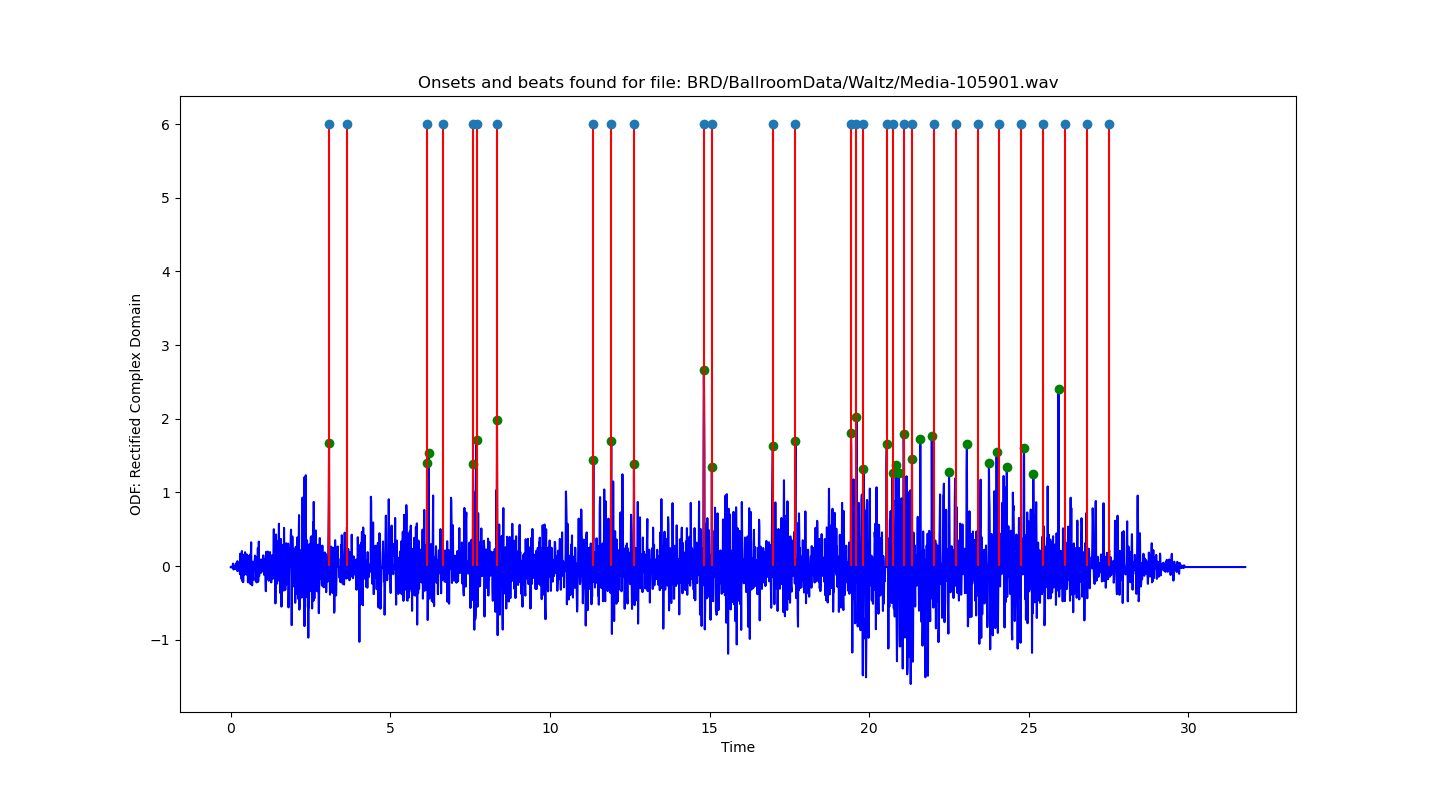 Onsets and beats found for file: BRD/BallroomData/Waltz/Media-105901.wav
6
5
4
3
2
1
0
−1
ODF: Rectified Complex Domain
0 5 10 15 20 25 30
Time